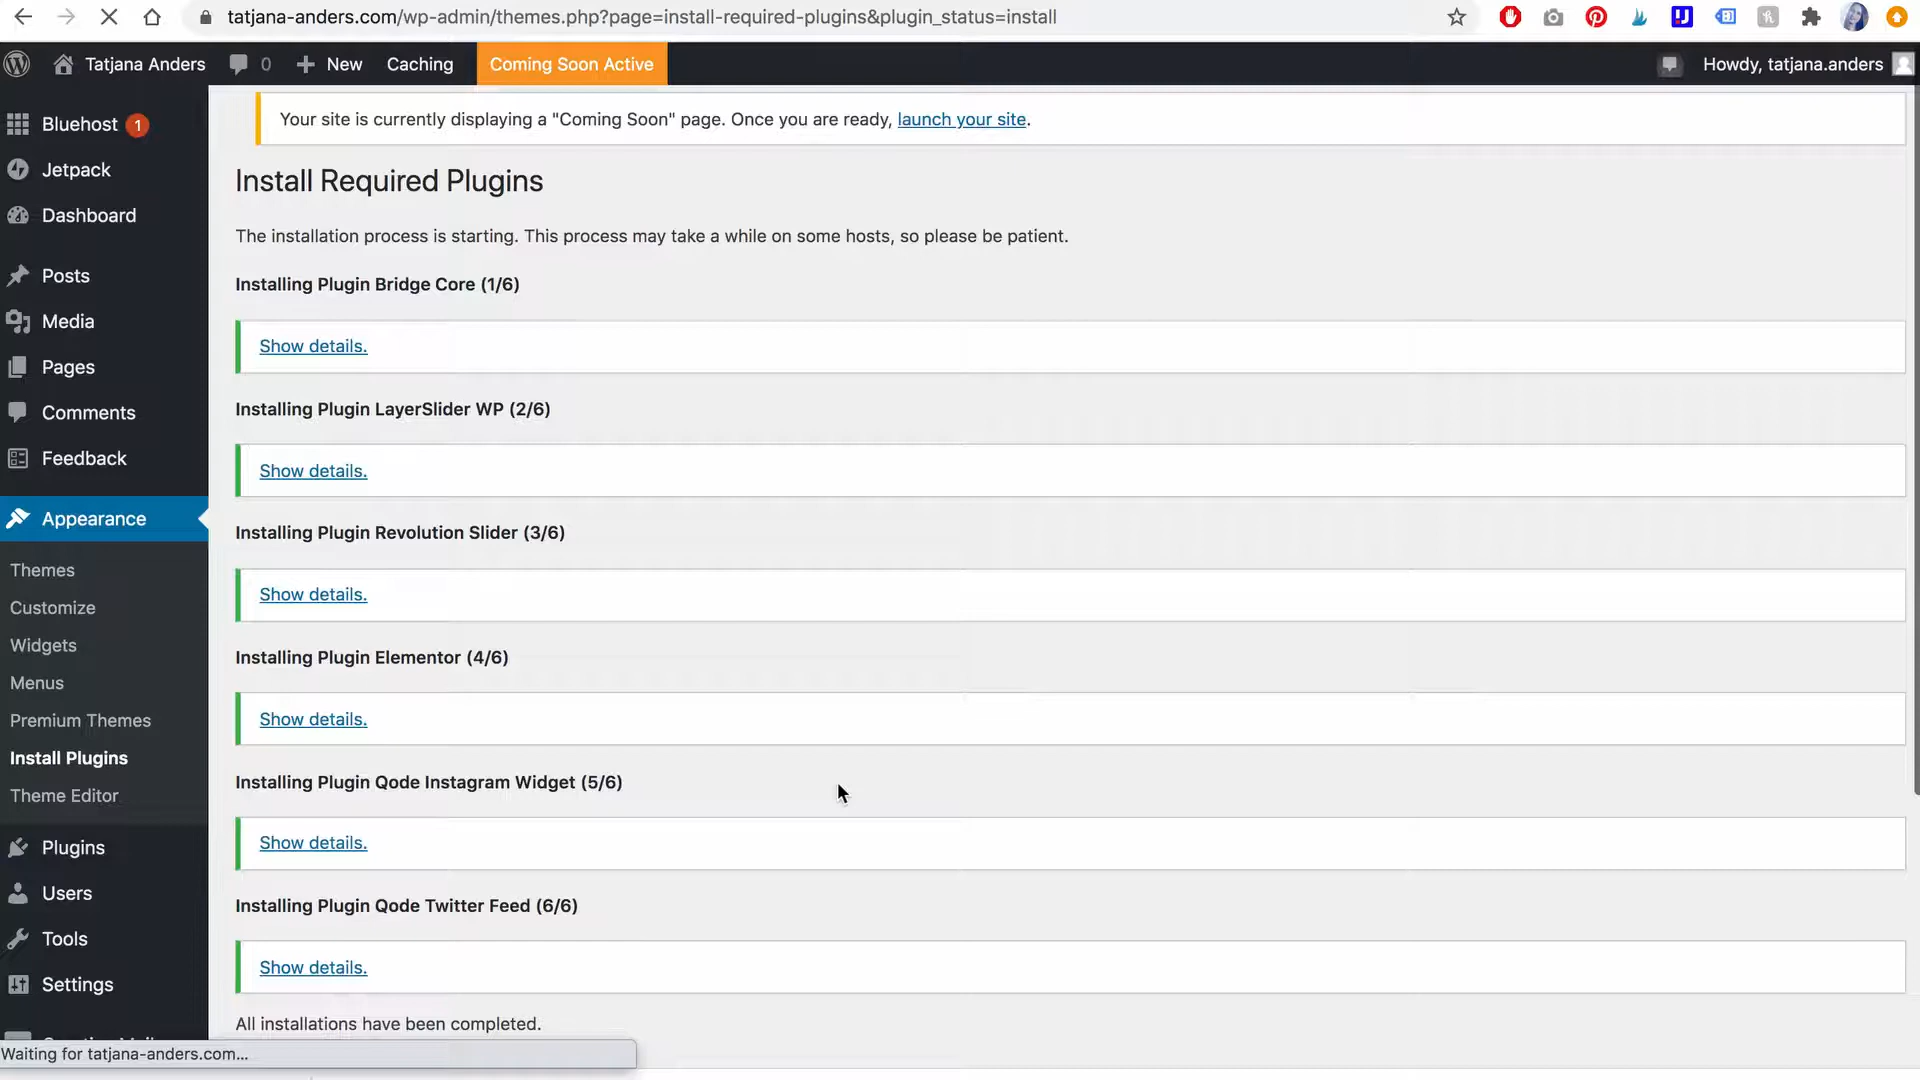 tatjana-anders.com/wp-admin/themes.php?page=install-required-plugins&plugin_status=install
Tatjana Anders 0 New Caching Coming Soon Active Howdy, tatjana.anders
Bluehost 1
Jetpack
Dashboard
Posts
Media
Pages
Comments
Feedback
Appearance
Themes
Customize
Widgets
Menus
Premium Themes
Install Plugins
Theme Editor
Plugins
Users
Tools
Settings
Your site is currently displaying a "Coming Soon" page. Once you are ready, launch your site.
Install Required Plugins
The installation process is starting. This process may take a while on some hosts, so please be patient.
Installing Plugin Bridge Core (1/6)
Show details.
Installing Plugin LayerSlider WP (2/6)
Show details.
Installing Plugin Revolution Slider (3/6)
Show details.
Installing Plugin Elementor (4/6)
Show details.
Installing Plugin Qode Instagram Widget (5/6)
Show details.
Installing Plugin Qode Twitter Feed (6/6)
Show details.
All installations have been completed.
Waiting for tatjana-anders.com...